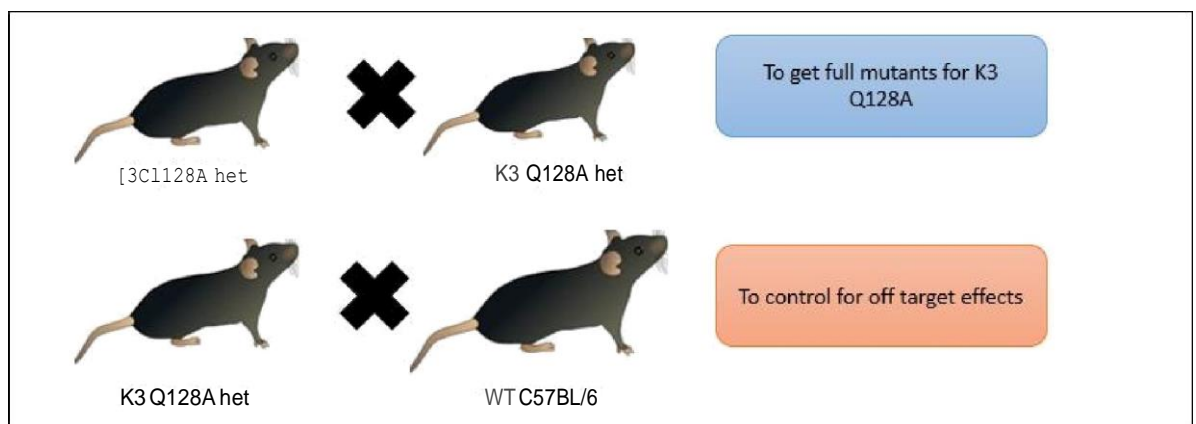 To get full mutants for K3
Q128A
[3Cl128A het
K3 Q128A het
To control for off target effects
K3 Q128A het
WT C57BL/6